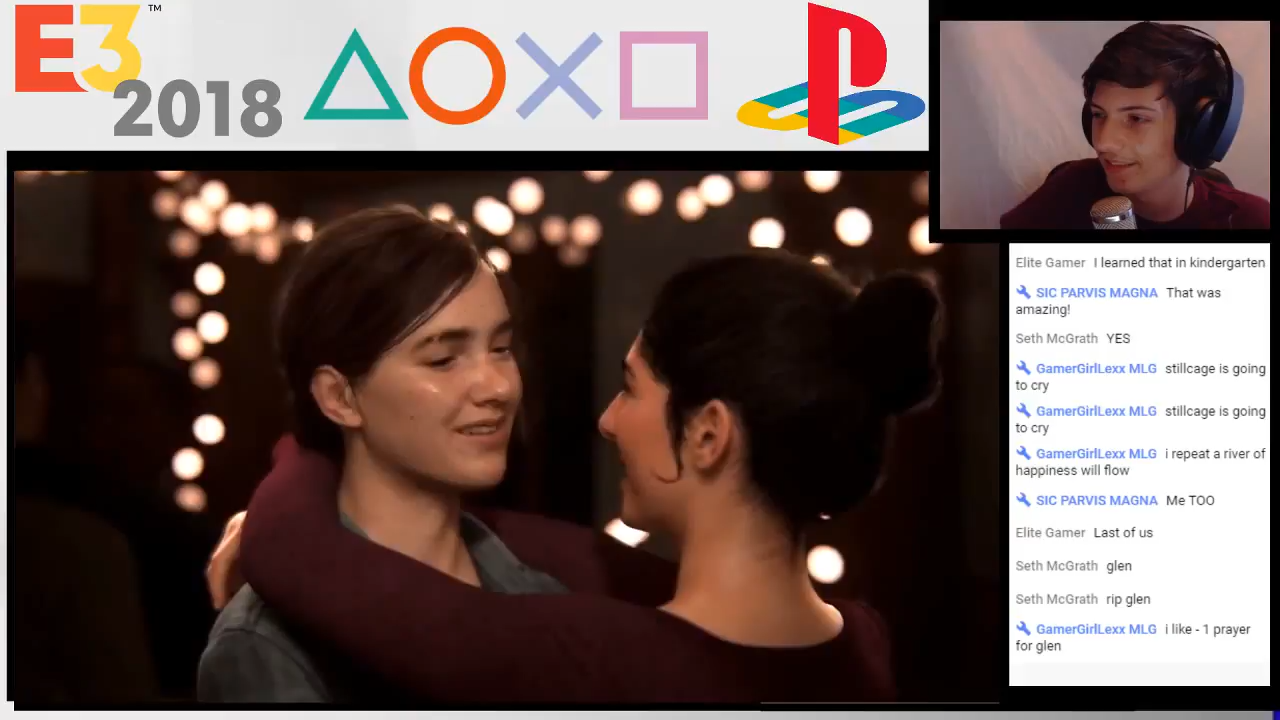 E3™
2018
Elite Gamer I learned that in kindergarten
SIC PARVIS MAGNA That was
amazing!
Seth McGrath YES
GamerGirlLexx MLG stillcage is going
to cry
GamerGirlLexx MLG stillcage is going
to cry
GamerGirlLexx MLG i repeat a river of
happiness will flow
SIC PARVIS MAGNA Me TOO
Elite Gamer Last of us
Seth McGrath glen
Seth McGrath rip glen
GamerGirlLexx MLG i like - 1 prayer
for glen